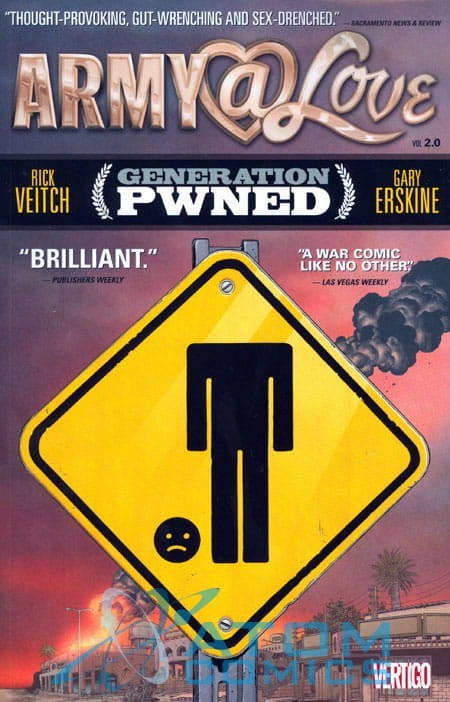 "THOUGHT-PROVOKING, GUT-WRENCHING AND SEX-DRENCHED." — SACRAMENTO NEWS & REVIEW
ARMY@LOVE
VOL 2.0
RICK
VEITCH
GENERATION
PWNED
GARY
ERSKINE
"BRILLIANT."
— PUBLISHERS WEEKLY
"A WAR COMIC
LIKE NO OTHER."
— LAS VEGAS WEEKLY
ATOM
COMICS
VERTIGO